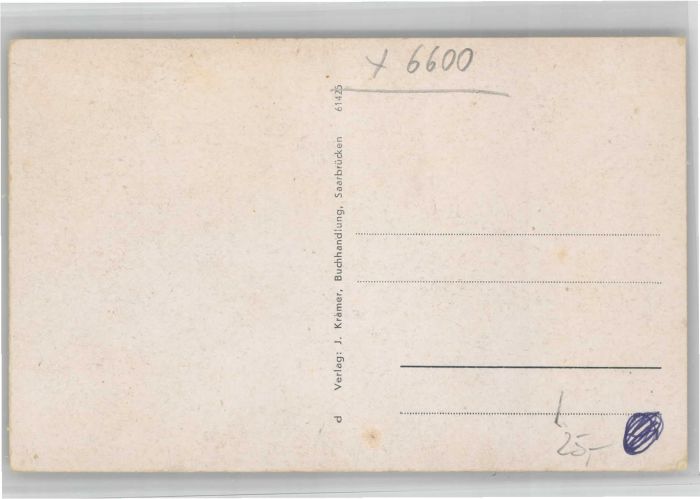 x 6600
d Verlag: J. Krämer, Buchhandlung, Saarbrücken 61425
25,-